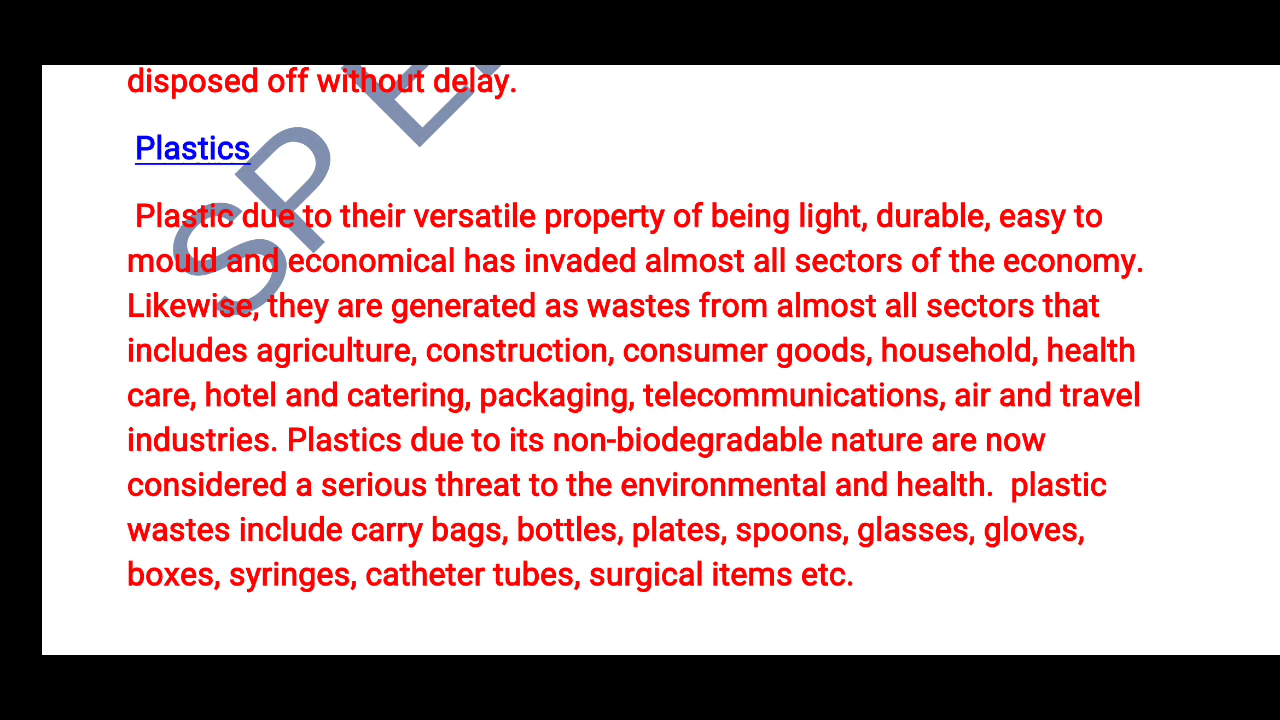 disposed off without delay.
Plastics
Plastic due to their versatile property of being light, durable, easy to
mould and economical has invaded almost all sectors of the economy.
Likewise, they are generated as wastes from almost all sectors that
includes agriculture, construction, consumer goods, household, health
care, hotel and catering, packaging, telecommunications, air and travel
industries. Plastics due to its non-biodegradable nature are now
considered a serious threat to the environmental and health.  plastic
wastes include carry bags, bottles, plates, spoons, glasses, gloves,
boxes, syringes, catheter tubes, surgical items etc.
SP